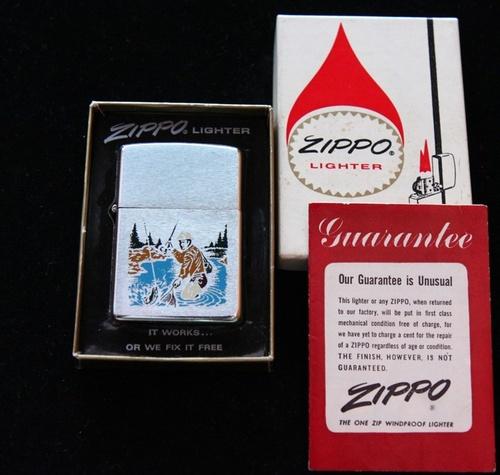 ZIPPO® LIGHTER
IT WORKS...
OR WE FIX IT FREE
ZIPPO®
LIGHTER
Guarantee
Our Guarantee is Unusual
This lighter or any ZIPPO, when returned
to our factory, will be put in first class
mechanical condition free of charge, for
we have yet to charge a cent for the repair
of a ZIPPO regardless of age or condition.
THE FINISH, HOWEVER, IS NOT
GUARANTEED.
ZIPPO®
THE ONE ZIP WINDPROOF LIGHTER